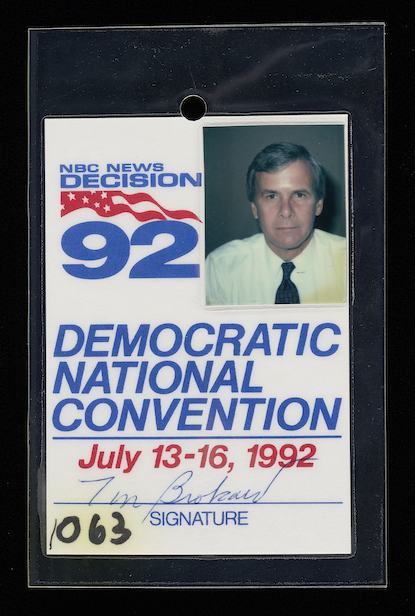 NBC NEWS
DECISION
92
DEMOCRATIC
NATIONAL
CONVENTION
July 13-16, 1992
Tom Brokaw
SIGNATURE
1063